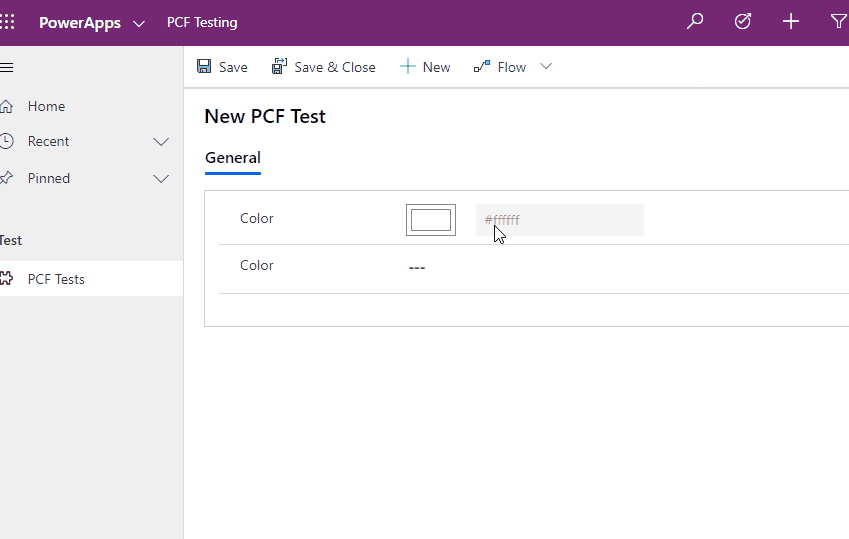 PowerApps PCF Testing
Save Save & Close New Flow
Home
Recent
Pinned
Test
PCF Tests
New PCF Test
General
Color #ffffff
Color ---